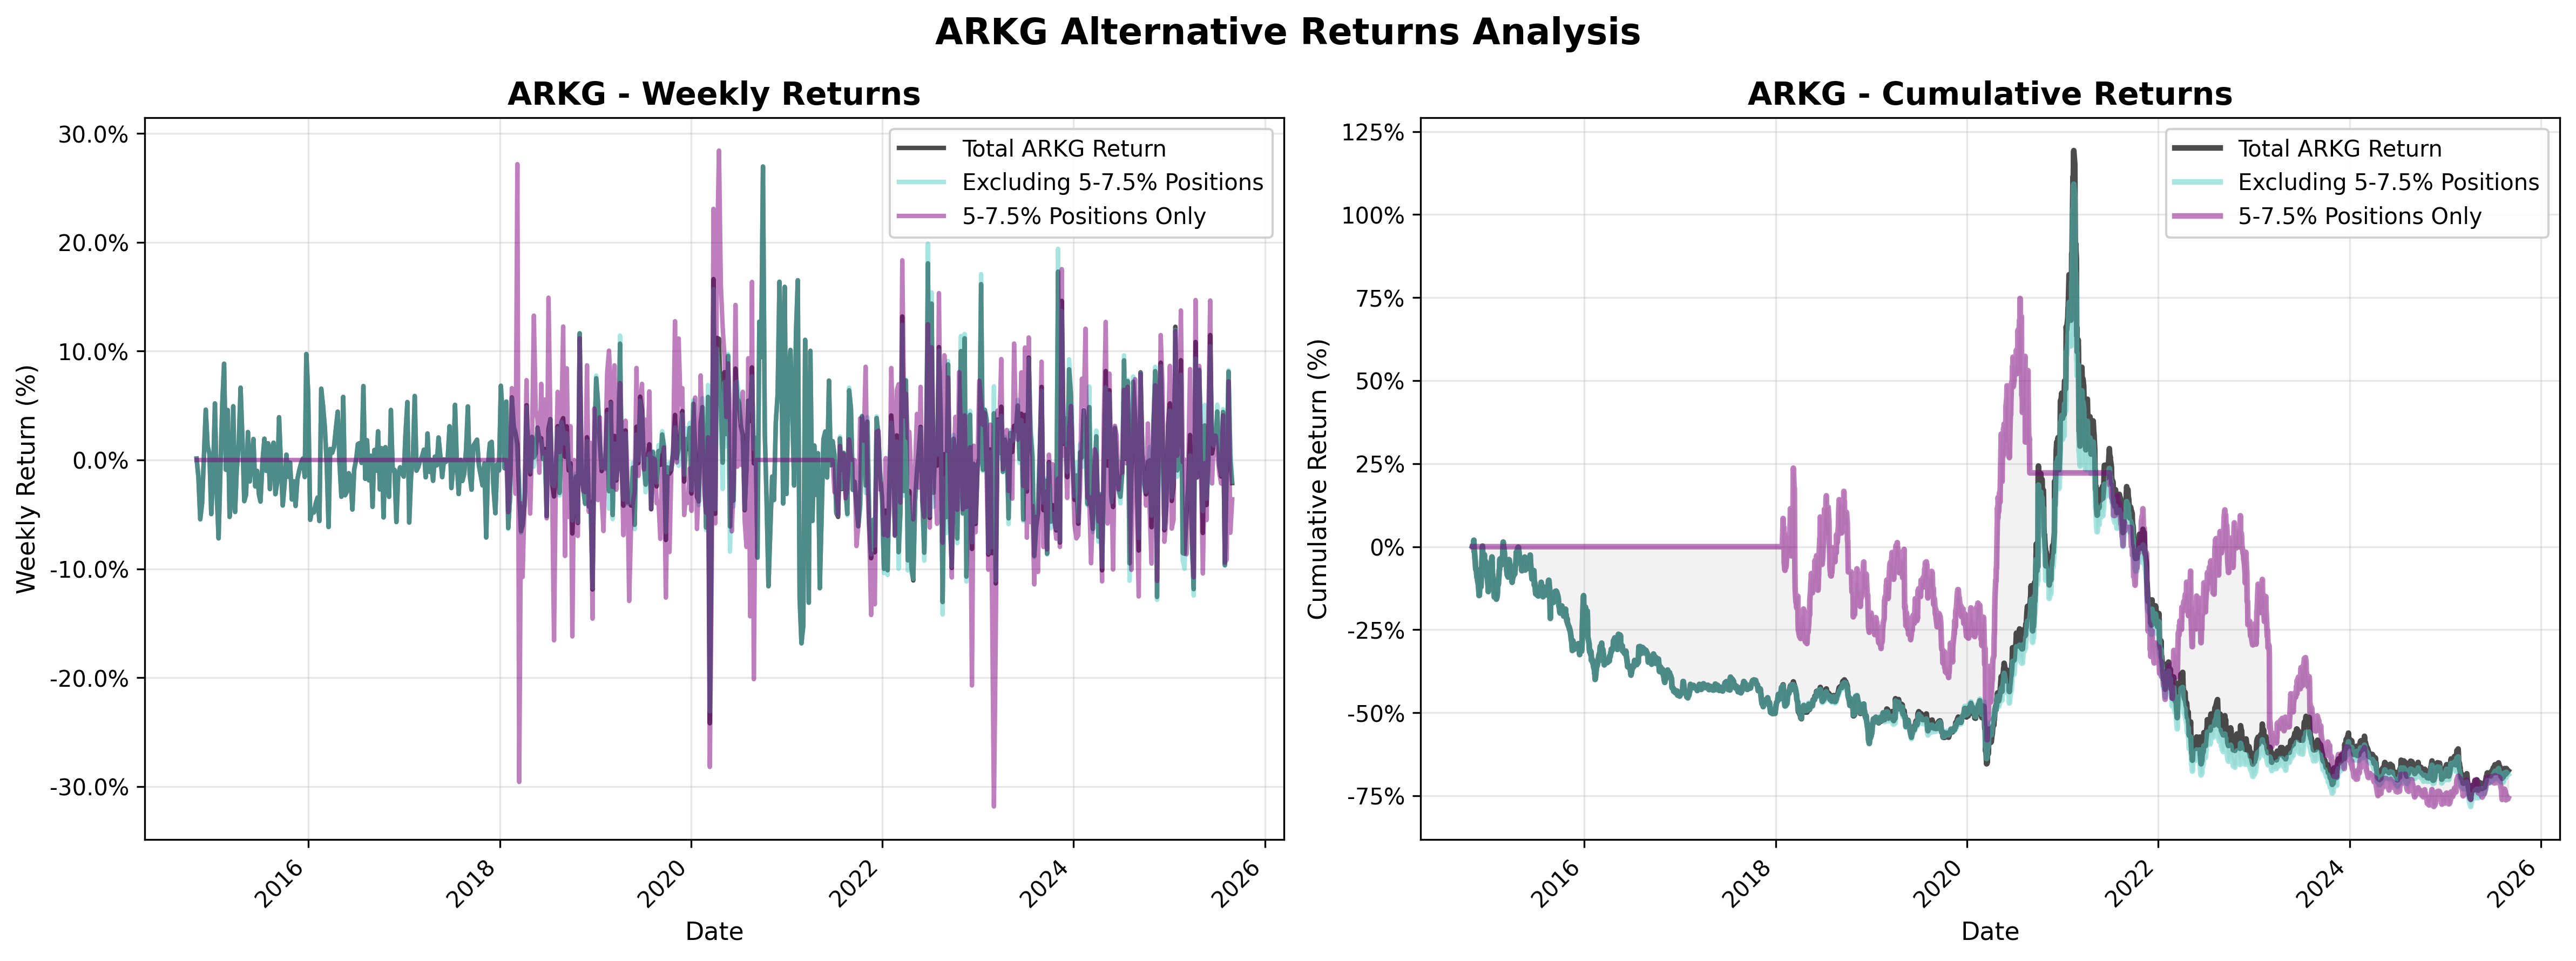 ARKG Alternative Returns Analysis
ARKG - Weekly Returns
30.0%
20.0%
10.0%
0.0%
-10.0%
-20.0%
-30.0%
Weekly Return (%)
Total ARKG Return
Excluding 5-7.5% Positions
5-7.5% Positions Only
2016
2018
2020
2022
2024
2026
Date
ARKG - Cumulative Returns
125%
100%
75%
50%
25%
0%
-25%
-50%
-75%
Cumulative Return (%)
Total ARKG Return
Excluding 5-7.5% Positions
5-7.5% Positions Only
2016
2018
2020
2022
2024
2026
Date